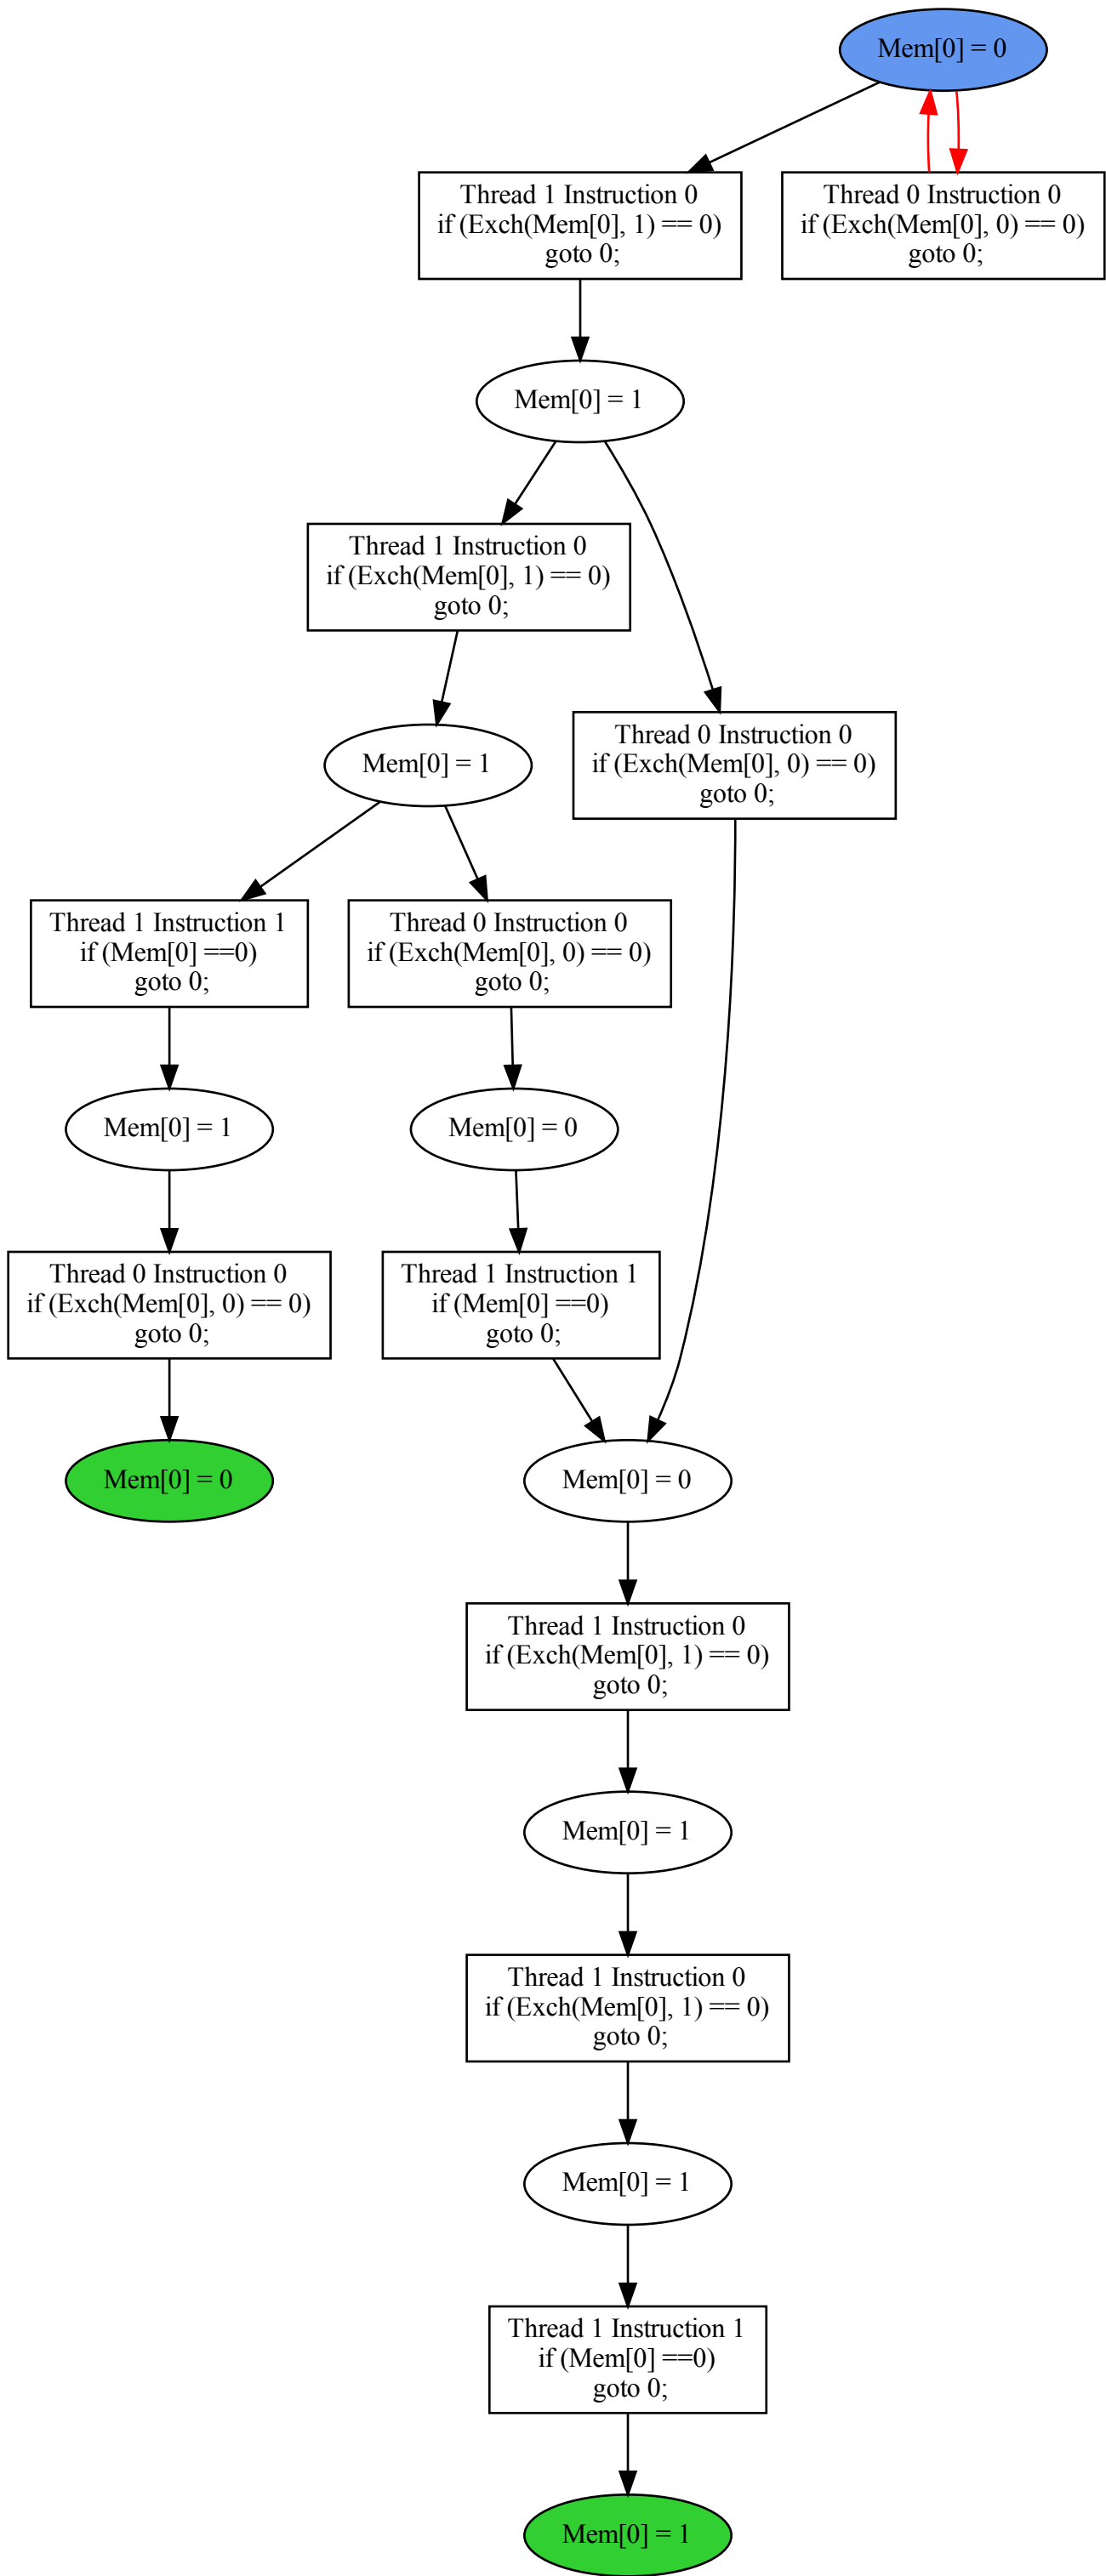 Mem[0] = 0
Thread 1 Instruction 0
if (Exch(Mem[0], 1) == 0)
goto 0;
Thread 0 Instruction 0
if (Exch(Mem[0], 0) == 0)
goto 0;
Mem[0] = 1
Thread 1 Instruction 0
if (Exch(Mem[0], 1) == 0)
goto 0;
Thread 0 Instruction 0
if (Exch(Mem[0], 0) == 0)
goto 0;
Mem[0] = 1
Thread 1 Instruction 1
if (Mem[0] ==0)
goto 0;
Thread 0 Instruction 0
if (Exch(Mem[0], 0) == 0)
goto 0;
Mem[0] = 1
Mem[0] = 0
Thread 0 Instruction 0
if (Exch(Mem[0], 0) == 0)
goto 0;
Thread 1 Instruction 1
if (Mem[0] ==0)
goto 0;
Mem[0] = 0
Mem[0] = 0
Thread 1 Instruction 0
if (Exch(Mem[0], 1) == 0)
goto 0;
Mem[0] = 1
Thread 1 Instruction 0
if (Exch(Mem[0], 1) == 0)
goto 0;
Mem[0] = 1
Thread 1 Instruction 1
if (Mem[0] ==0)
goto 0;
Mem[0] = 1